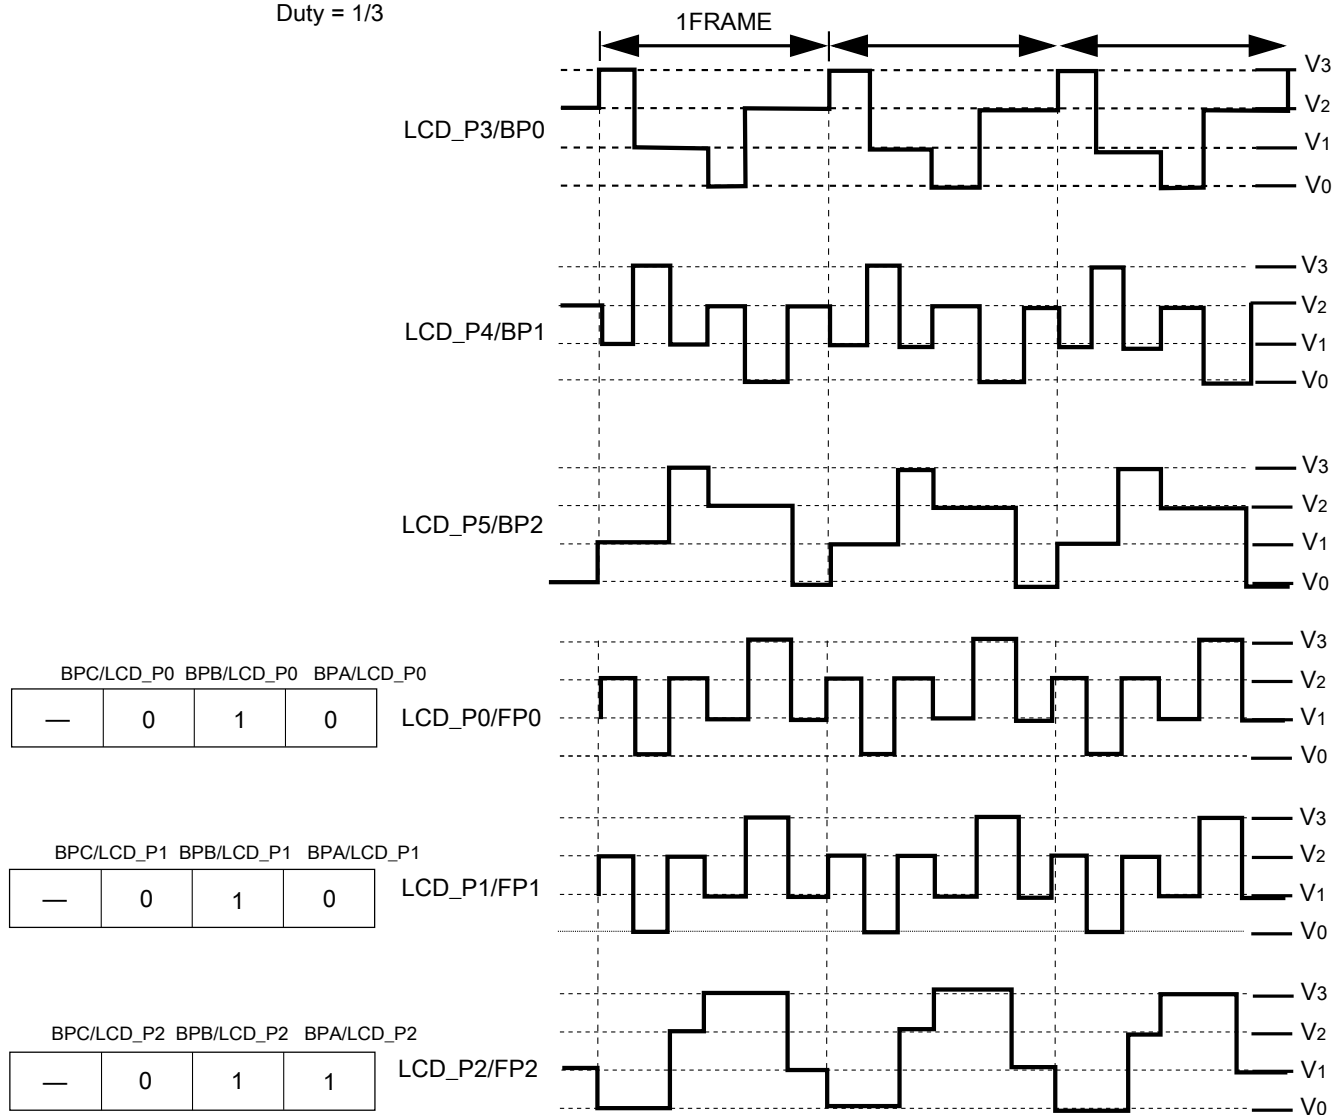 Duty = 1/3
1FRAME
V3
V2
LCD_P3/BP0
V1
V0
V3
V2
LCD_P4/BP1
V1
V0
V3
V2
LCD_P5/BP2
V1
V0
V3
BPC/LCD_P0 BPB/LCD_P0 BPA/LCD_P0
V2
— 0 1 0
LCD_P0/FP0
V1
V0
V3
BPC/LCD_P1 BPB/LCD_P1 BPA/LCD_P1
V2
— 0 1 0
LCD_P1/FP1
V1
V0
V3
BPC/LCD_P2 BPB/LCD_P2 BPA/LCD_P2
V2
— 0 1 1
LCD_P2/FP2
V1
V0